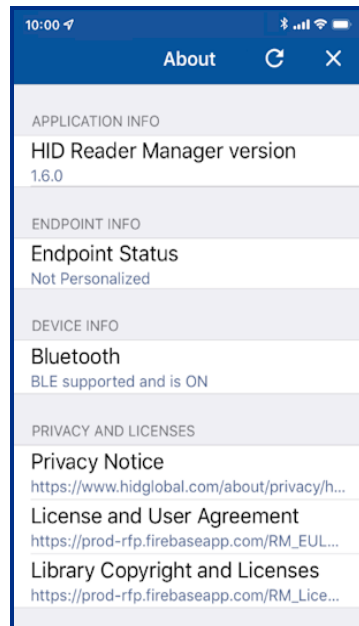 10:00
About
APPLICATION INFO
HID Reader Manager version
1.6.0
ENDPOINT INFO
Endpoint Status
Not Personalized
DEVICE INFO
Bluetooth
BLE supported and is ON
PRIVACY AND LICENSES
Privacy Notice
https://www.hidglobal.com/about/privacy/h...
License and User Agreement
https://prod-rfp.firebaseapp.com/RM_EUL...
Library Copyright and Licenses
https://prod-rfp.firebaseapp.com/RM_Lice...